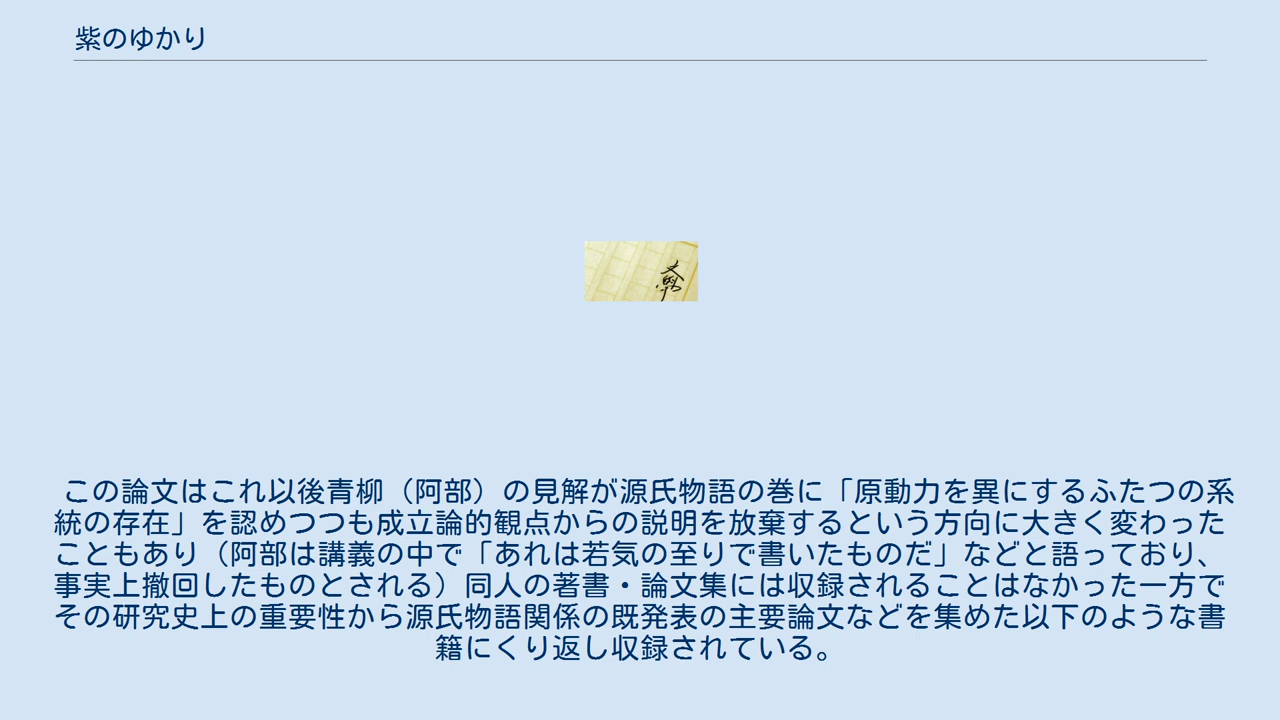 紫のゆかり
文学
この論文はこれ以後青柳（阿部）の見解が源氏物語の巻に「原動力を異にするふたつの系
統の存在」を認めつつも成立論的観点からの説明を放棄するという方向に大きく変わった
こともあり（阿部は講義の中で「あれは若気の至りで書いたものだ」などと語っており、
事実上撤回したものとされる）同人の著書・論文集には収録されることはなかった一方で
その研究史上の重要性から源氏物語関係の既発表の主要論文などを集めた以下のような書
籍にくり返し収録されている。